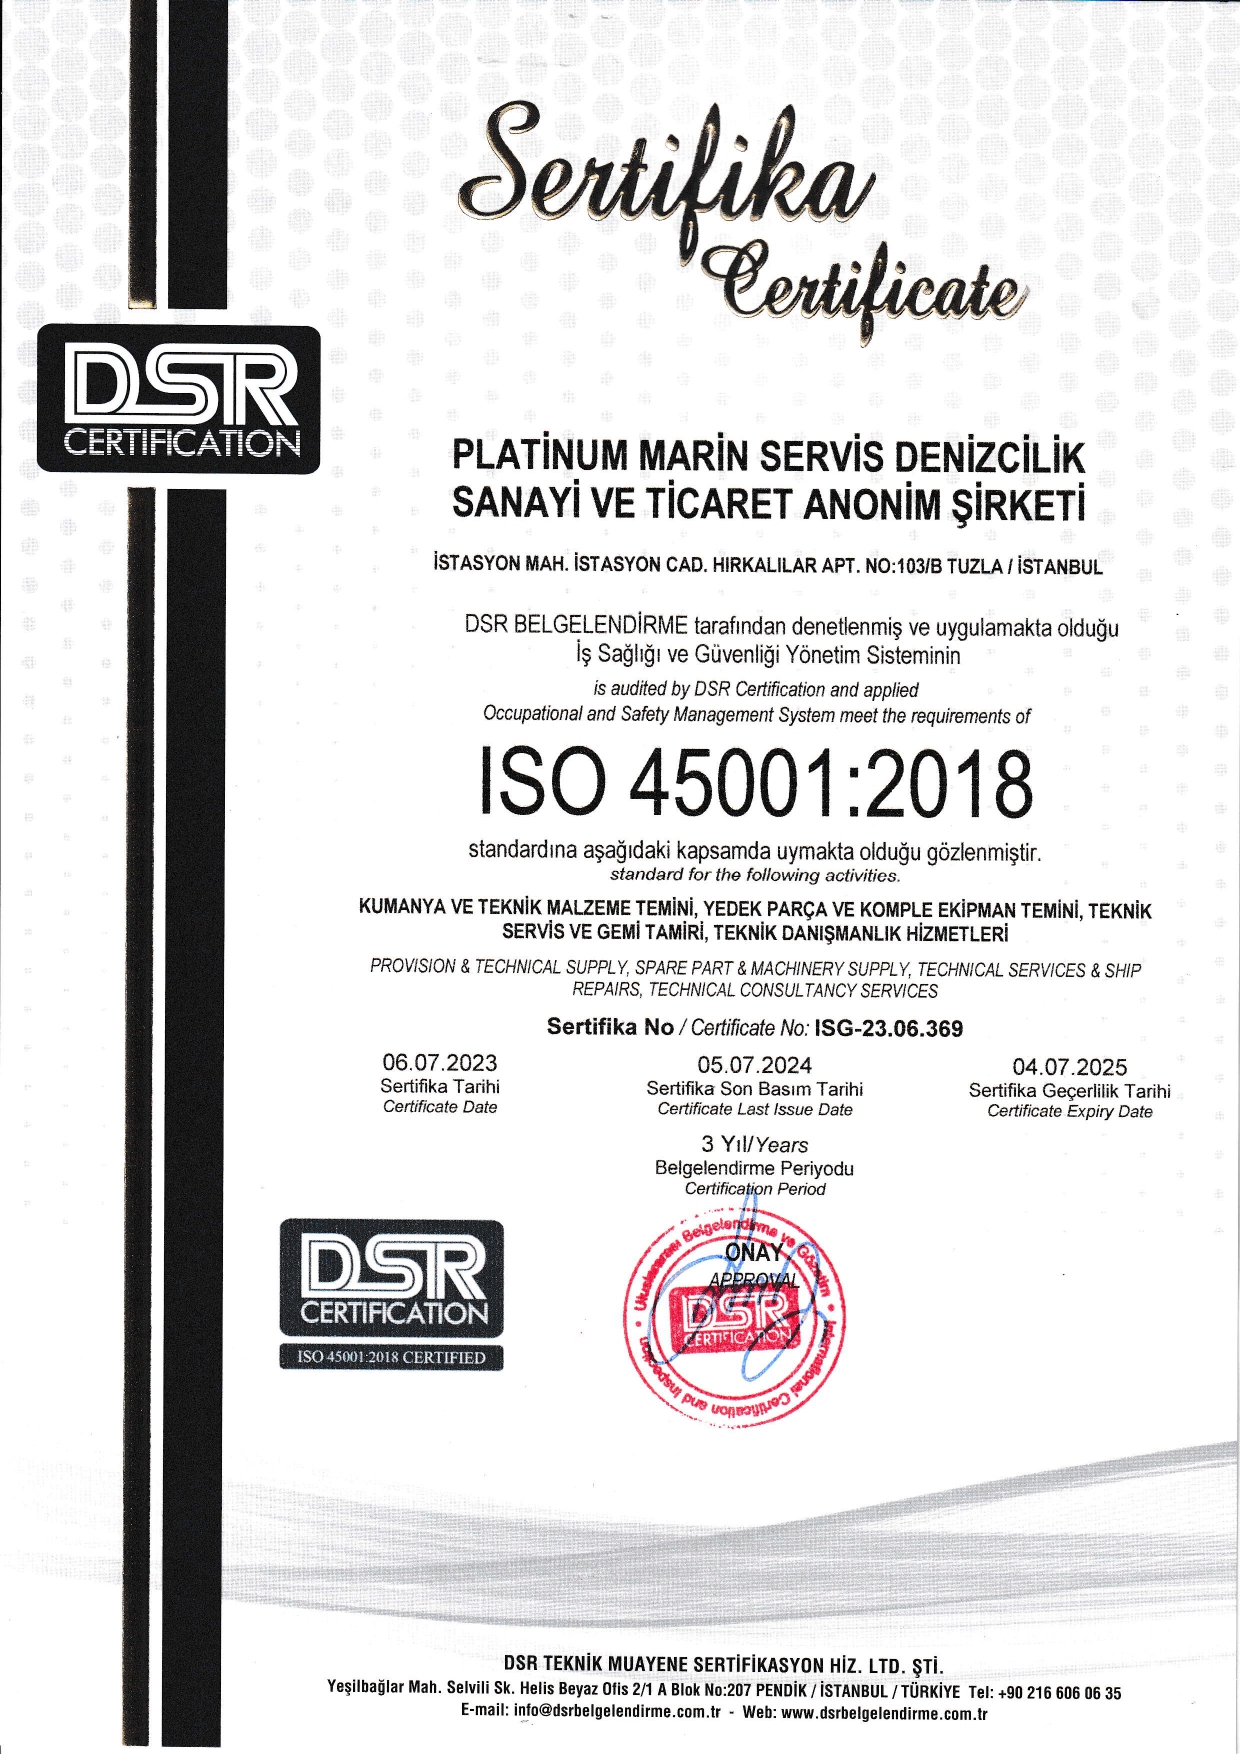 Sertifika
Certificate
DSR
CERTIFICATION
PLATİNUM MARİN SERVİS DENİZCİLİK
SANAYİ VE TİCARET ANONİM ŞİRKETİ
İSTASYON MAH. İSTASYON CAD. HIRKALILAR APT. NO:103/B TUZLA / İSTANBUL
DSR BELGELENDİRME tarafından denetlenmiş ve uygulamakta olduğu
İş Sağlığı ve Güvenliği Yönetim Sisteminin
is audited by DSR Certification and applied
Occupational and Safety Management System meet the requirements of
ISO 45001:2018
standardına aşağıdaki kapsamda uymakta olduğu gözlenmiştir.
standard for the following activities.
KUMANYA VE TEKNİK MALZEME TEMİNİ, YEDEK PARÇA VE KOMPLE EKİPMAN TEMİNİ, TEKNİK
SERVİS VE GEMİ TAMİRİ, TEKNİK DANIŞMANLIK HİZMETLERİ
PROVISION & TECHNICAL SUPPLY, SPARE PART & MACHINERY SUPPLY, TECHNICAL SERVICES & SHIP
REPAIRS, TECHNICAL CONSULTANCY SERVICES
Sertifika No / Certificate No: ISG-23.06.369
06.07.2023
Sertifika Tarihi
Certificate Date
05.07.2024
Sertifika Son Basım Tarihi
Certificate Last Issue Date
04.07.2025
Sertifika Geçerlilik Tarihi
Certificate Expiry Date
3 Yıl/Years
Belgelendirme Periyodu
Certification Period
DSR
CERTIFICATION
ISO 45001:2018 CERTIFIED
ONAY
APPROVAL
Uluslararası Belgelendirme ve Gözetim • International Certification and Inspection •
DSR
CERTIFICATION
DSR TEKNİK MUAYENE SERTİFİKASYON HİZ. LTD. ŞTİ.
Yeşilbağlar Mah. Selvili Sk. Helis Beyaz Ofis 2/1 A Blok No:207 PENDİK / İSTANBUL / TÜRKİYE Tel: +90 216 606 06 35
E-mail: info@dsrbelgelendirme.com.tr - Web: www.dsrbelgelendirme.com.tr